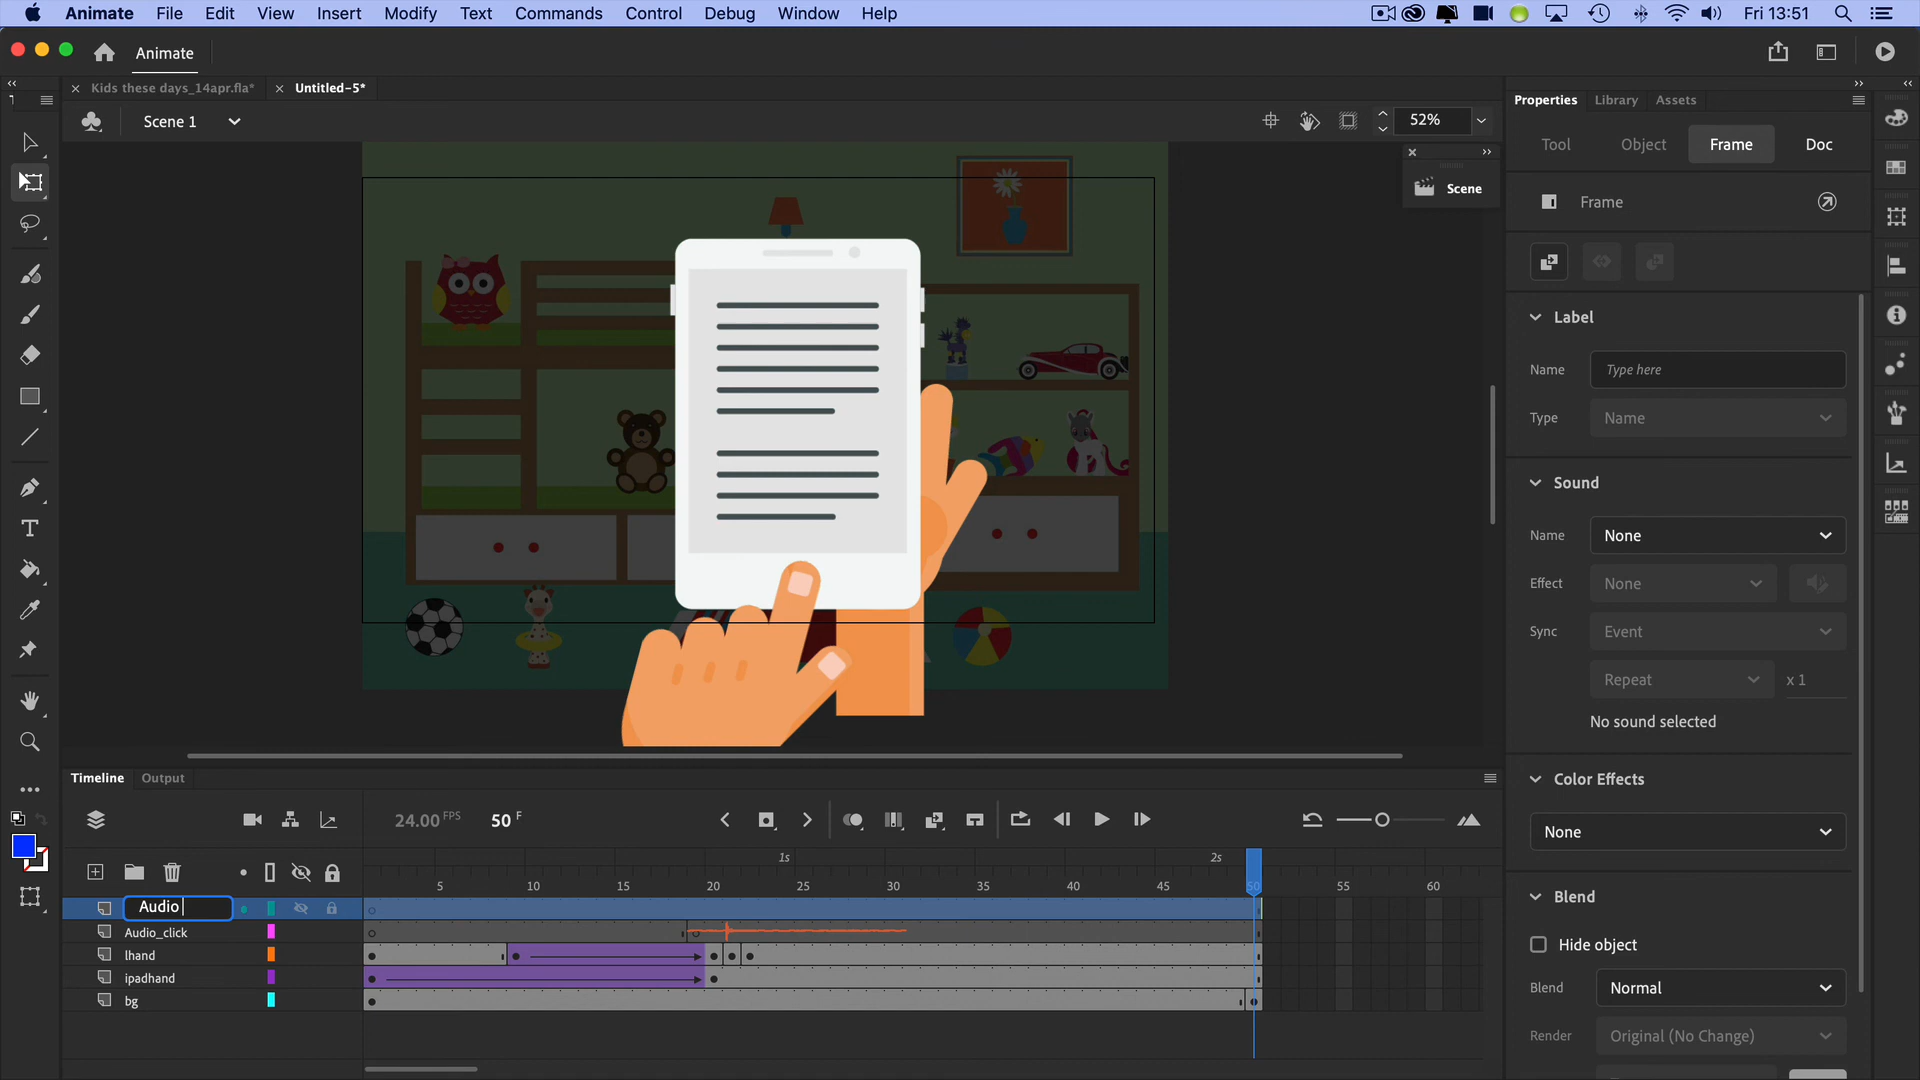 Animate File Edit View Insert Modify Text Commands Control Debug Window Help Fri 13:51
Animate
Kids these days_14apr.fla* Untitled-5*
Scene 1 52%
Scene
Properties Library Assets
Tool Object Frame Doc
Frame
Label
Name Type here
Type Name
Sound
Name None
Effect None
Sync Event
Repeat x 1
No sound selected
Color Effects
None
Blend
Hide object
Blend Normal
Render Original (No Change)
Timeline Output
24.00 FPS 50 F
1s 2s
5 10 15 20 25 30 35 40 45 50 55 60
Audio
Audio_click
lhand
ipadhand
bg